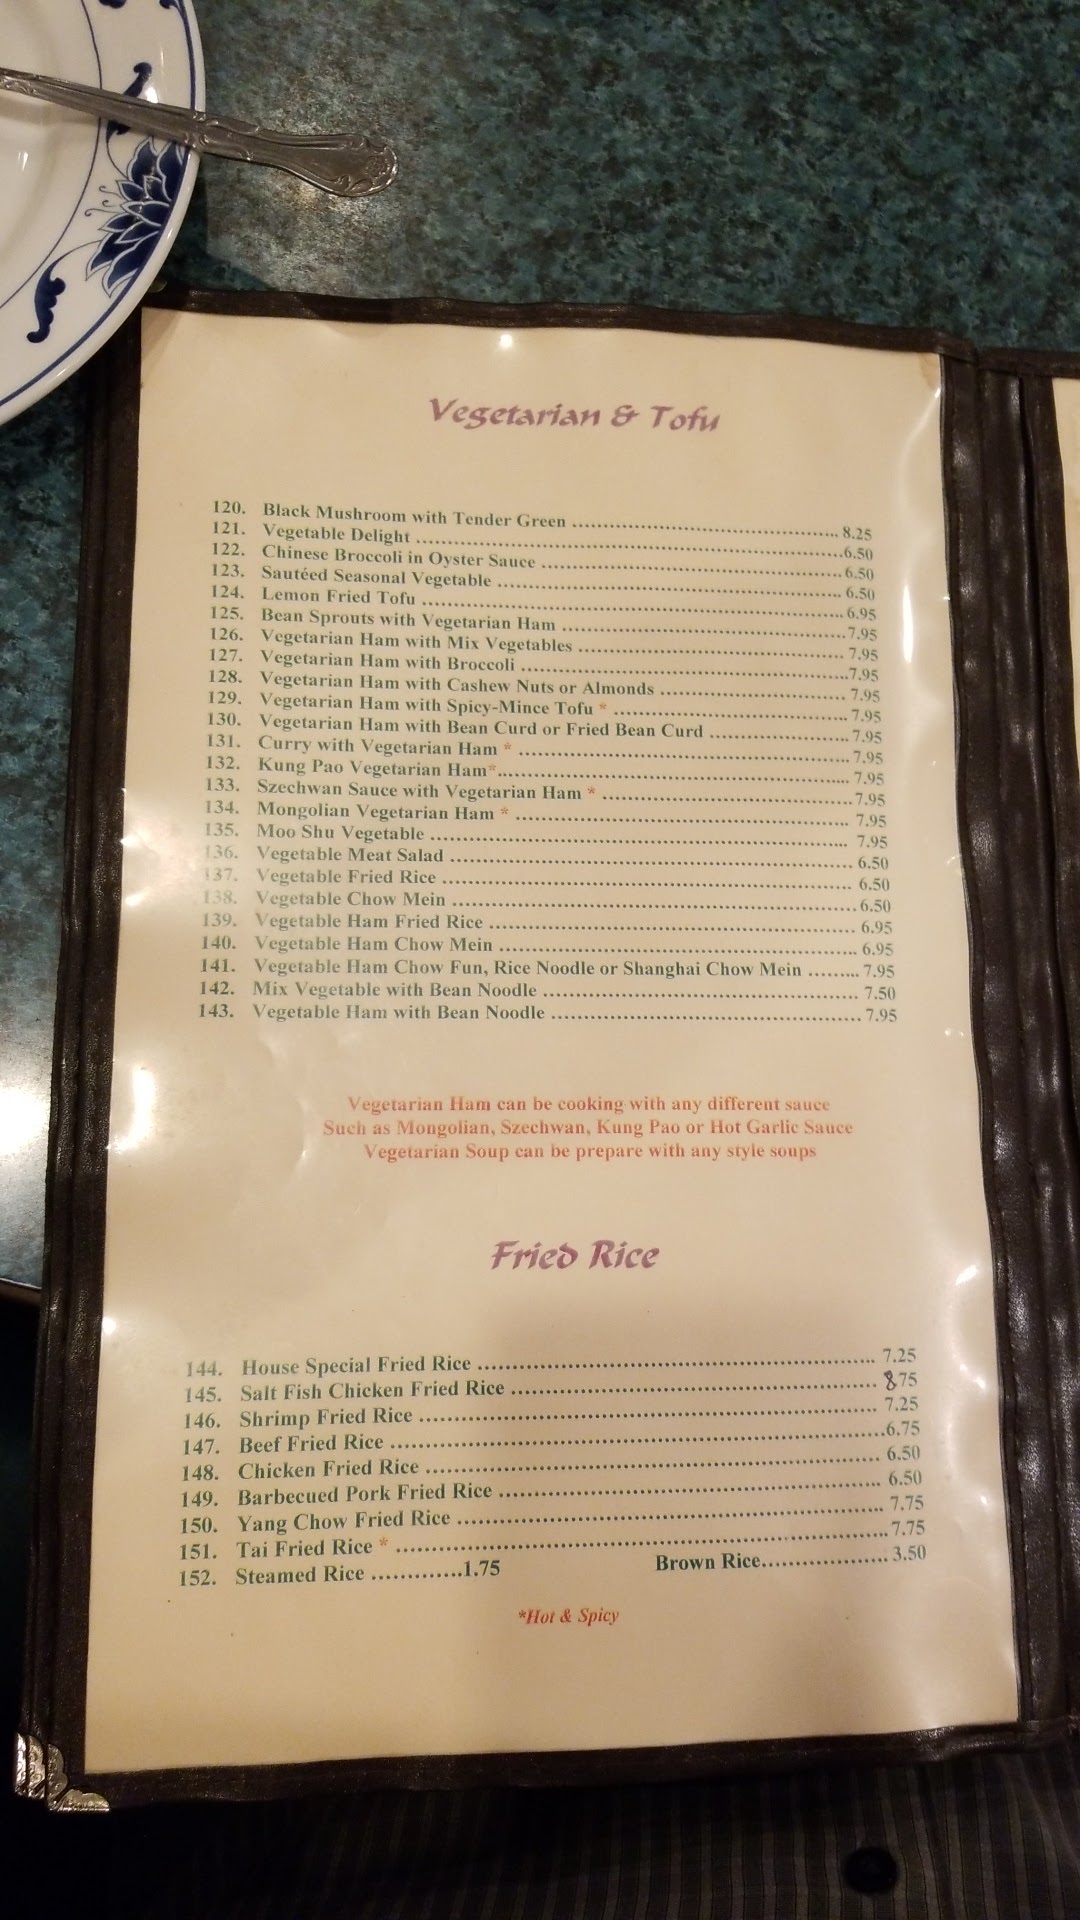 Vegetarian & Tofu
120. Black Mushroom with Tender Green ........ 8.25
121. Vegetable Delight ........ 6.50
122. Chinese Broccoli in Oyster Sauce ........ 6.50
123. Sautéed Seasonal Vegetable ........ 6.50
124. Lemon Fried Tofu ........ 6.95
125. Bean Sprouts with Vegetarian Ham ........ 7.95
126. Vegetarian Ham with Mix Vegetables ........ 7.95
127. Vegetarian Ham with Broccoli ........ 7.95
128. Vegetarian Ham with Cashew Nuts or Almonds ........ 7.95
129. Vegetarian Ham with Spicy-Mince Tofu * ........ 7.95
130. Vegetarian Ham with Bean Curd or Fried Bean Curd ........ 7.95
131. Curry with Vegetarian Ham * ........ 7.95
132. Kung Pao Vegetarian Ham* ........ 7.95
133. Szechwan Sauce with Vegetarian Ham * ........ 7.95
134. Mongolian Vegetarian Ham * ........ 7.95
135. Moo Shu Vegetable ........ 7.95
136. Vegetable Meat Salad ........ 6.50
137. Vegetable Fried Rice ........ 6.50
138. Vegetable Chow Mein ........ 6.50
139. Vegetable Ham Fried Rice ........ 6.95
140. Vegetable Ham Chow Mein ........ 6.95
141. Vegetable Ham Chow Fun, Rice Noodle or Shanghai Chow Mein ........ 7.95
142. Mix Vegetable with Bean Noodle ........ 7.50
143. Vegetable Ham with Bean Noodle ........ 7.95
Vegetarian Ham can be cooking with any different sauce
Such as Mongolian, Szechwan, Kung Pao or Hot Garlic Sauce
Vegetarian Soup can be prepare with any style soups
Fried Rice
144. House Special Fried Rice ........ 7.25
145. Salt Fish Chicken Fried Rice ........ 8.75
146. Shrimp Fried Rice ........ 7.25
147. Beef Fried Rice ........ 6.75
148. Chicken Fried Rice ........ 6.50
149. Barbecued Pork Fried Rice ........ 6.50
150. Yang Chow Fried Rice ........ 7.75
151. Tai Fried Rice * ........ 7.75
152. Steamed Rice ........ 1.75 Brown Rice ........ 3.50
*Hot & Spicy